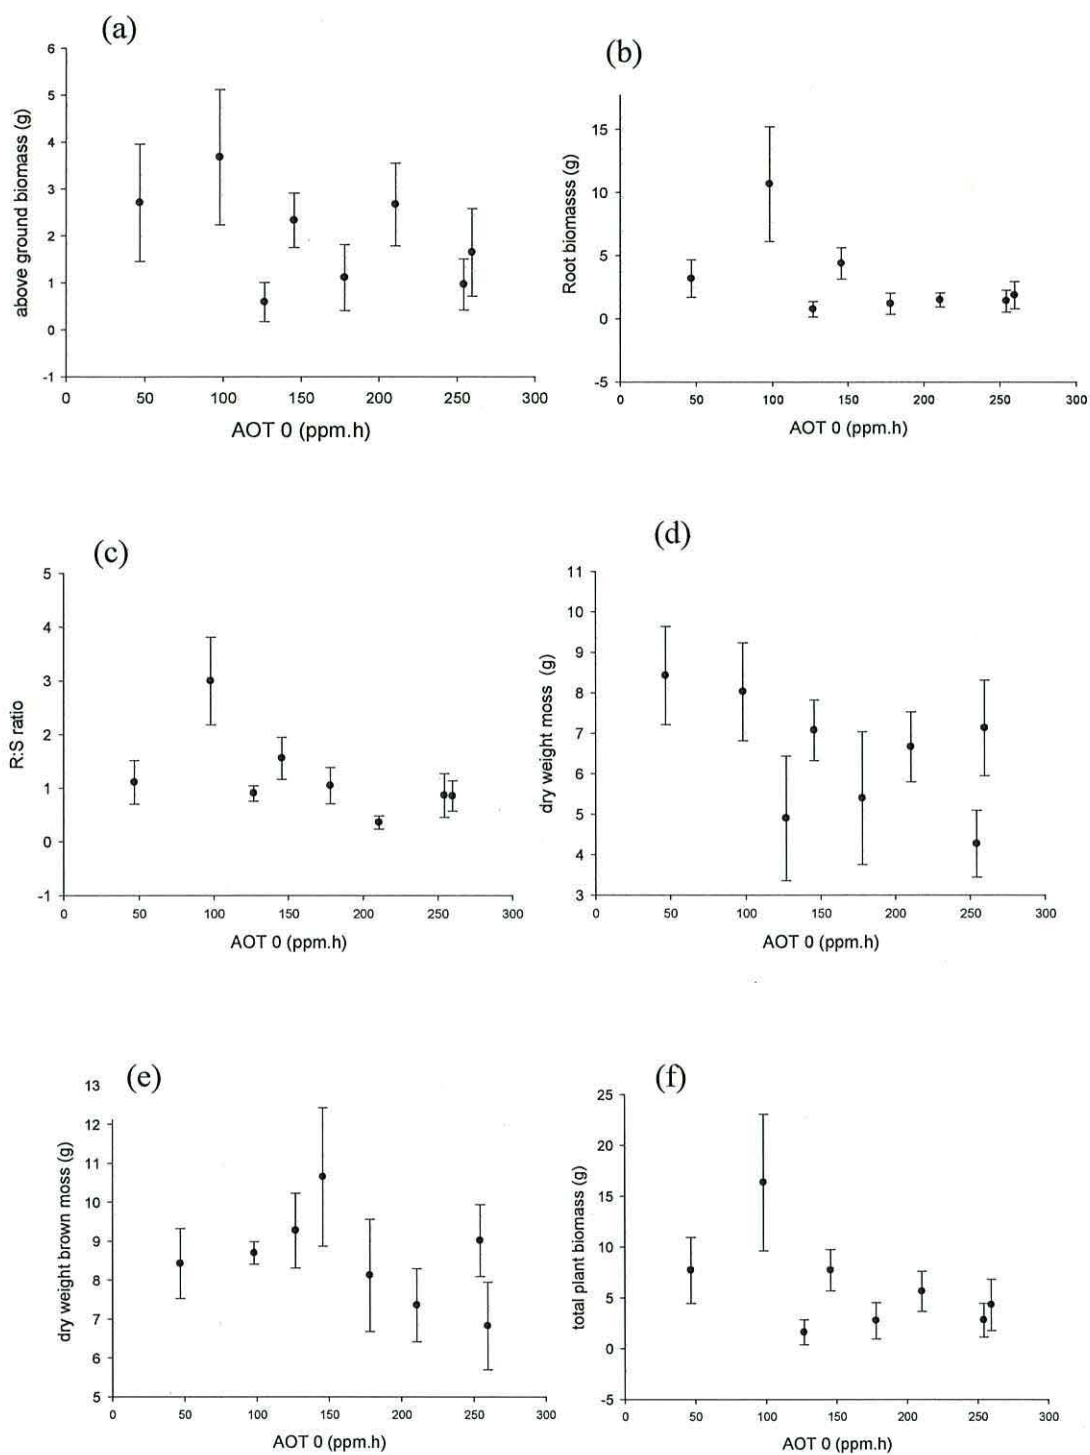 (a)
6
5
4
3
2
1
0
-1
above ground biomass (g)
0 50 100 150 200 250 300
AOT 0 (ppm.h)
(b)
15
10
5
0
-5
Root biomasss (g)
0 50 100 150 200 250 300
AOT 0 (ppm.h)
(c)
5
4
3
2
1
0
-1
R:S ratio
0 50 100 150 200 250 300
AOT 0 (ppm.h)
(d)
11
10
9
8
7
6
5
4
3
dry weight moss (g)
0 50 100 150 200 250 300
AOT 0 (ppm.h)
(e)
13
12
11
10
9
8
7
6
5
dry weight brown moss (g)
0 50 100 150 200 250 300
AOT 0 (ppm.h)
(f)
25
20
15
10
5
0
-5
total plant biomass (g)
0 50 100 150 200 250 300
AOT 0 (ppm.h)